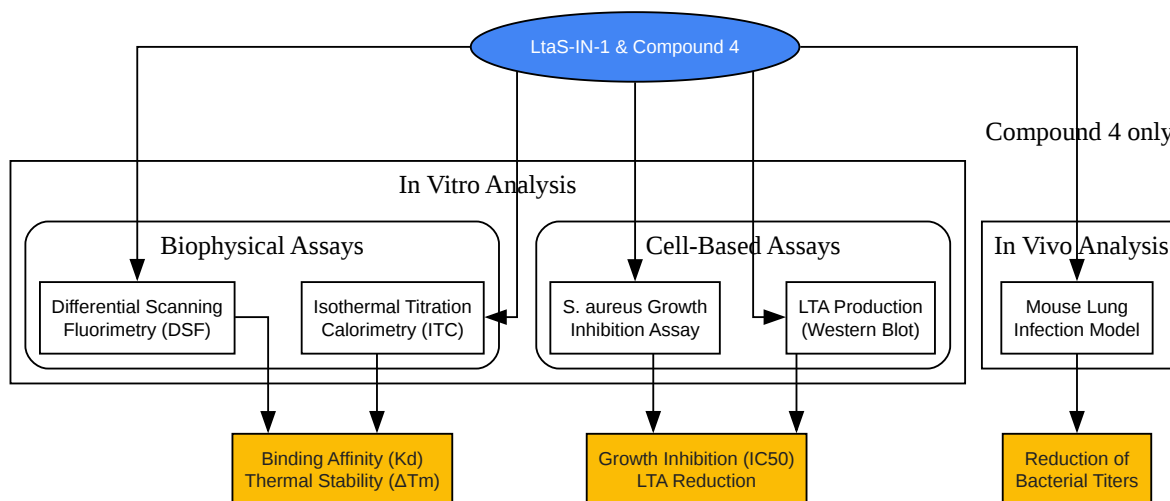 LtaS-IN-1 & Compound 4
Compound 4 only
In Vitro Analysis
Biophysical Assays
Cell-Based Assays
In Vivo Analysis
Differential Scanning
Fluorimetry (DSF)
Isothermal Titration
Calorimetry (ITC)
S. aureus Growth
Inhibition Assay
LTA Production
(Western Blot)
Mouse Lung
Infection Model
Binding Affinity (Kd)
Thermal Stability (ΔTm)
Growth Inhibition (IC50)
LTA Reduction
Reduction of
Bacterial Titers